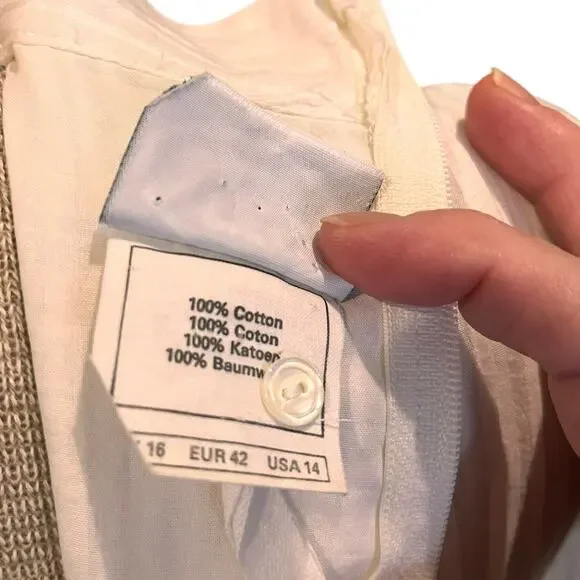 100% Cotton
100% Coton
100% Katoen
100% Baumw
16 EUR 42 USA 14